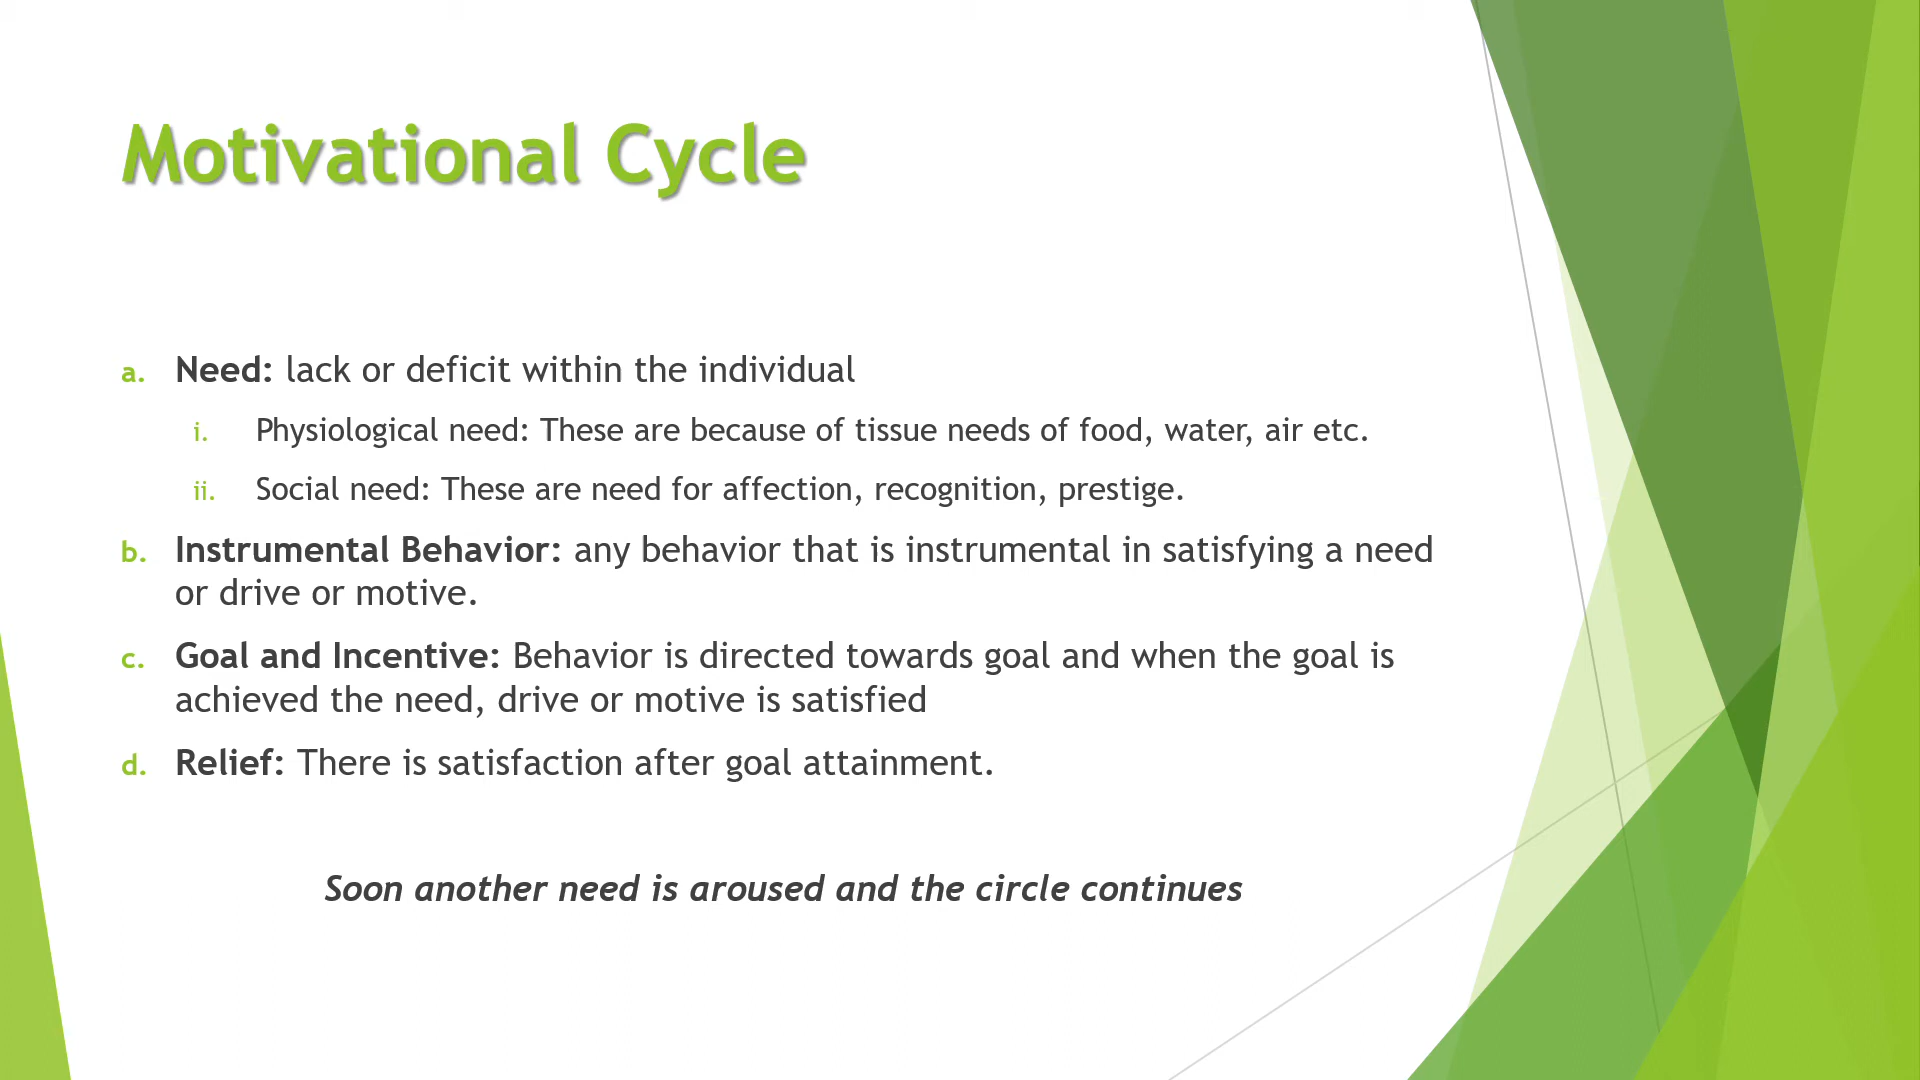 Motivational Cycle
a. Need: lack or deficit within the individual
i. Physiological need: These are because of tissue needs of food, water, air etc.
ii. Social need: These are need for affection, recognition, prestige.
b. Instrumental Behavior: any behavior that is instrumental in satisfying a need
or drive or motive.
c. Goal and Incentive: Behavior is directed towards goal and when the goal is
achieved the need, drive or motive is satisfied
d. Relief: There is satisfaction after goal attainment.
Soon another need is aroused and the circle continues